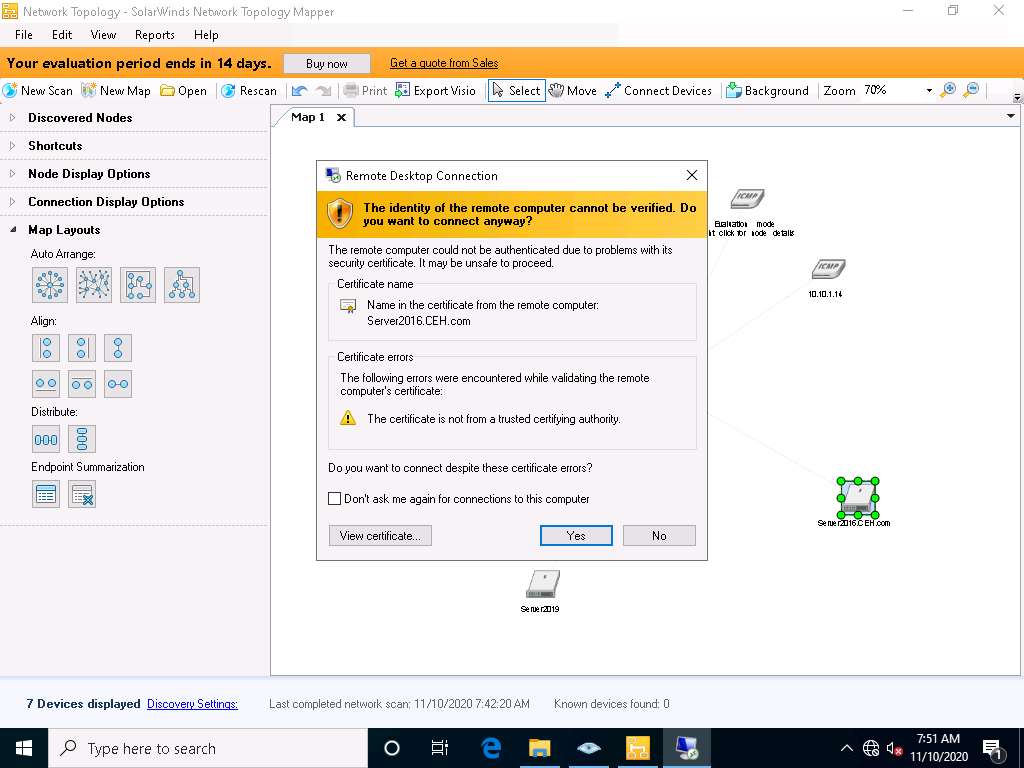 Network Topology - SolarWinds Network Topology Mapper
File Edit View Reports Help
Your evaluation period ends in 14 days. Buy now Get a quote from Sales
New Scan New Map Open Rescan Print Export Visio Select Move Connect Devices Background Zoom 70%
Discovered Nodes
Shortcuts
Node Display Options
Connection Display Options
Map Layouts
Auto Arrange:
Align:
Distribute:
Endpoint Summarization
Map 1
Remote Desktop Connection
The identity of the remote computer cannot be verified. Do
you want to connect anyway?
The remote computer could not be authenticated due to problems with its
security certificate. It may be unsafe to proceed.
Certificate name
Name in the certificate from the remote computer:
Server2016.CEH.com
Certificate errors
The following errors were encountered while validating the remote
computer's certificate:
The certificate is not from a trusted certifying authority.
Do you want to connect despite these certificate errors?
Don't ask me again for connections to this computer
View certificate... Yes No
ICMP
Evaluation mode
click for node details
ICMP
10.10.1.14
Server2016.CEH.com
Server2019
7 Devices displayed Discovery Settings: Last completed network scan: 11/10/2020 7:42:20 AM Known devices found: 0
Type here to search
7:51 AM
11/10/2020
1